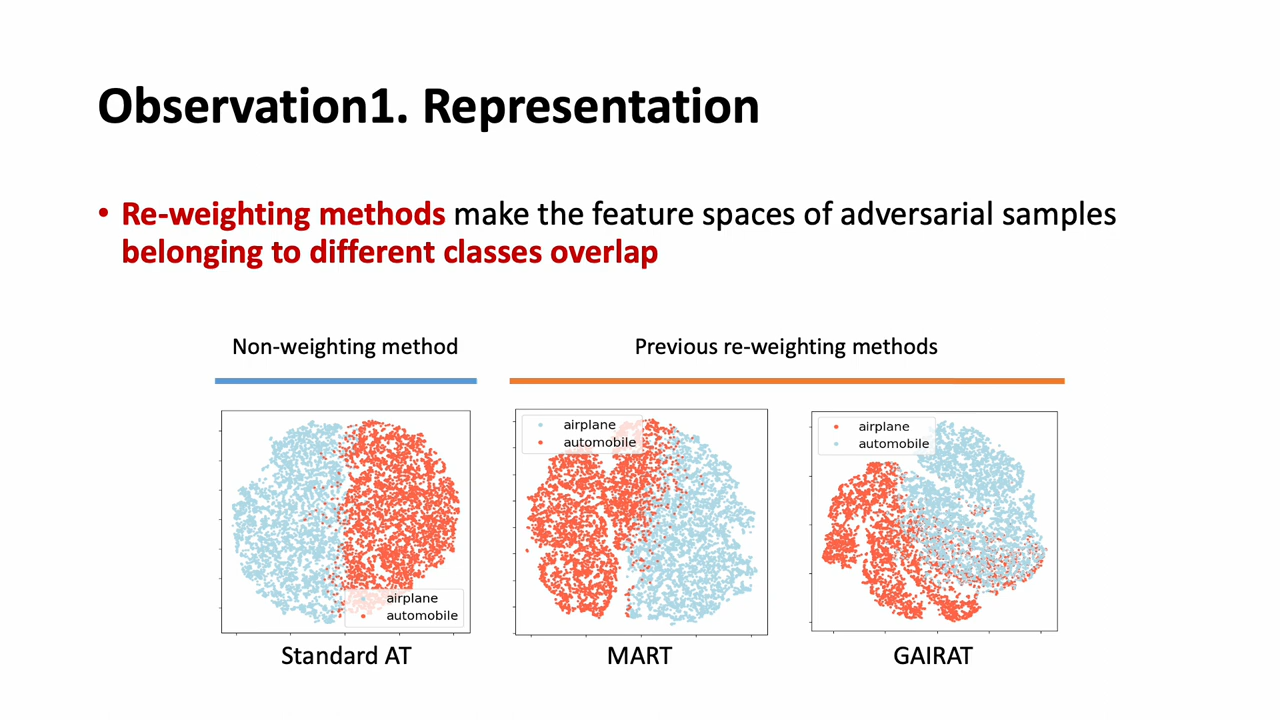 Observation1. Representation
• Re-weighting methods make the feature spaces of adversarial samples
belonging to different classes overlap
Non-weighting method
Previous re-weighting methods
airplane
automobile
airplane
automobile
airplane
automobile
Standard AT
MART
GAIRAT